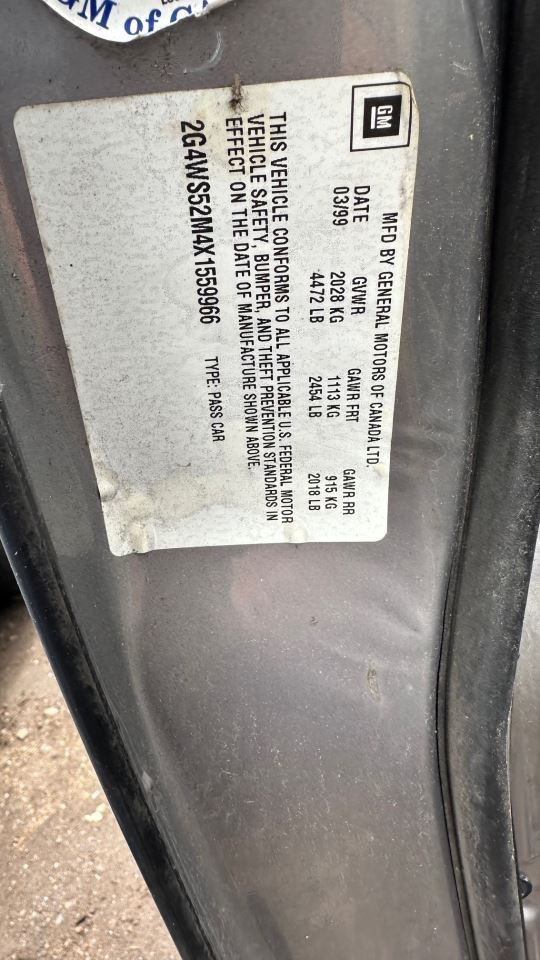 GM of
GM
MFD BY GENERAL MOTORS OF CANADA LTD.
DATE GVWR GAWR FRT GAWR RR
03/99 2028 KG 1113 KG 915 KG
4472 LB 2454 LB 2018 LB
THIS VEHICLE CONFORMS TO ALL APPLICABLE U.S. FEDERAL MOTOR
VEHICLE SAFETY, BUMPER, AND THEFT PREVENTION STANDARDS IN
EFFECT ON THE DATE OF MANUFACTURE SHOWN ABOVE.
2G4WS52M4X1559966 TYPE: PASS CAR